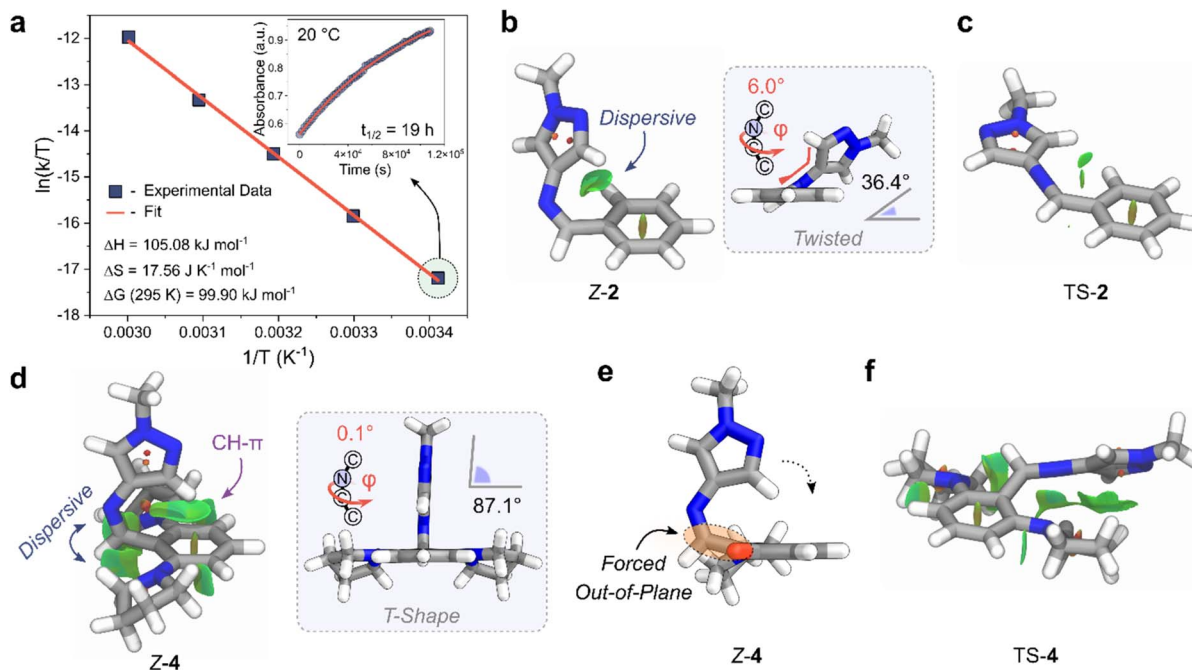 a
ln(k/T)
-12
-13
-14
-15
-16
-17
-18
0.0030 0.0031 0.0032 0.0033 0.0034
1/T (K⁻¹)
- Experimental Data
- Fit
ΔH = 105.08 kJ mol⁻¹
ΔS = 17.56 J K⁻¹ mol⁻¹
ΔG (295 K) = 99.90 kJ mol⁻¹
20 °C
Absorbance (a.u.)
0.9
0.8
0.7
0.6
t₁/₂ = 19 h
0 4×10⁴ 8.0×10⁴ 1.2×10⁵
Time (s)
b
Dispersive
Z-2
6.0°
C
N
C
C
φ
36.4°
Twisted
c
TS-2
d
CH-π
Dispersive
Z-4
0.1°
C
N
C
C
φ
87.1°
T-Shape
e
Forced
Out-of-Plane
Z-4
f
TS-4